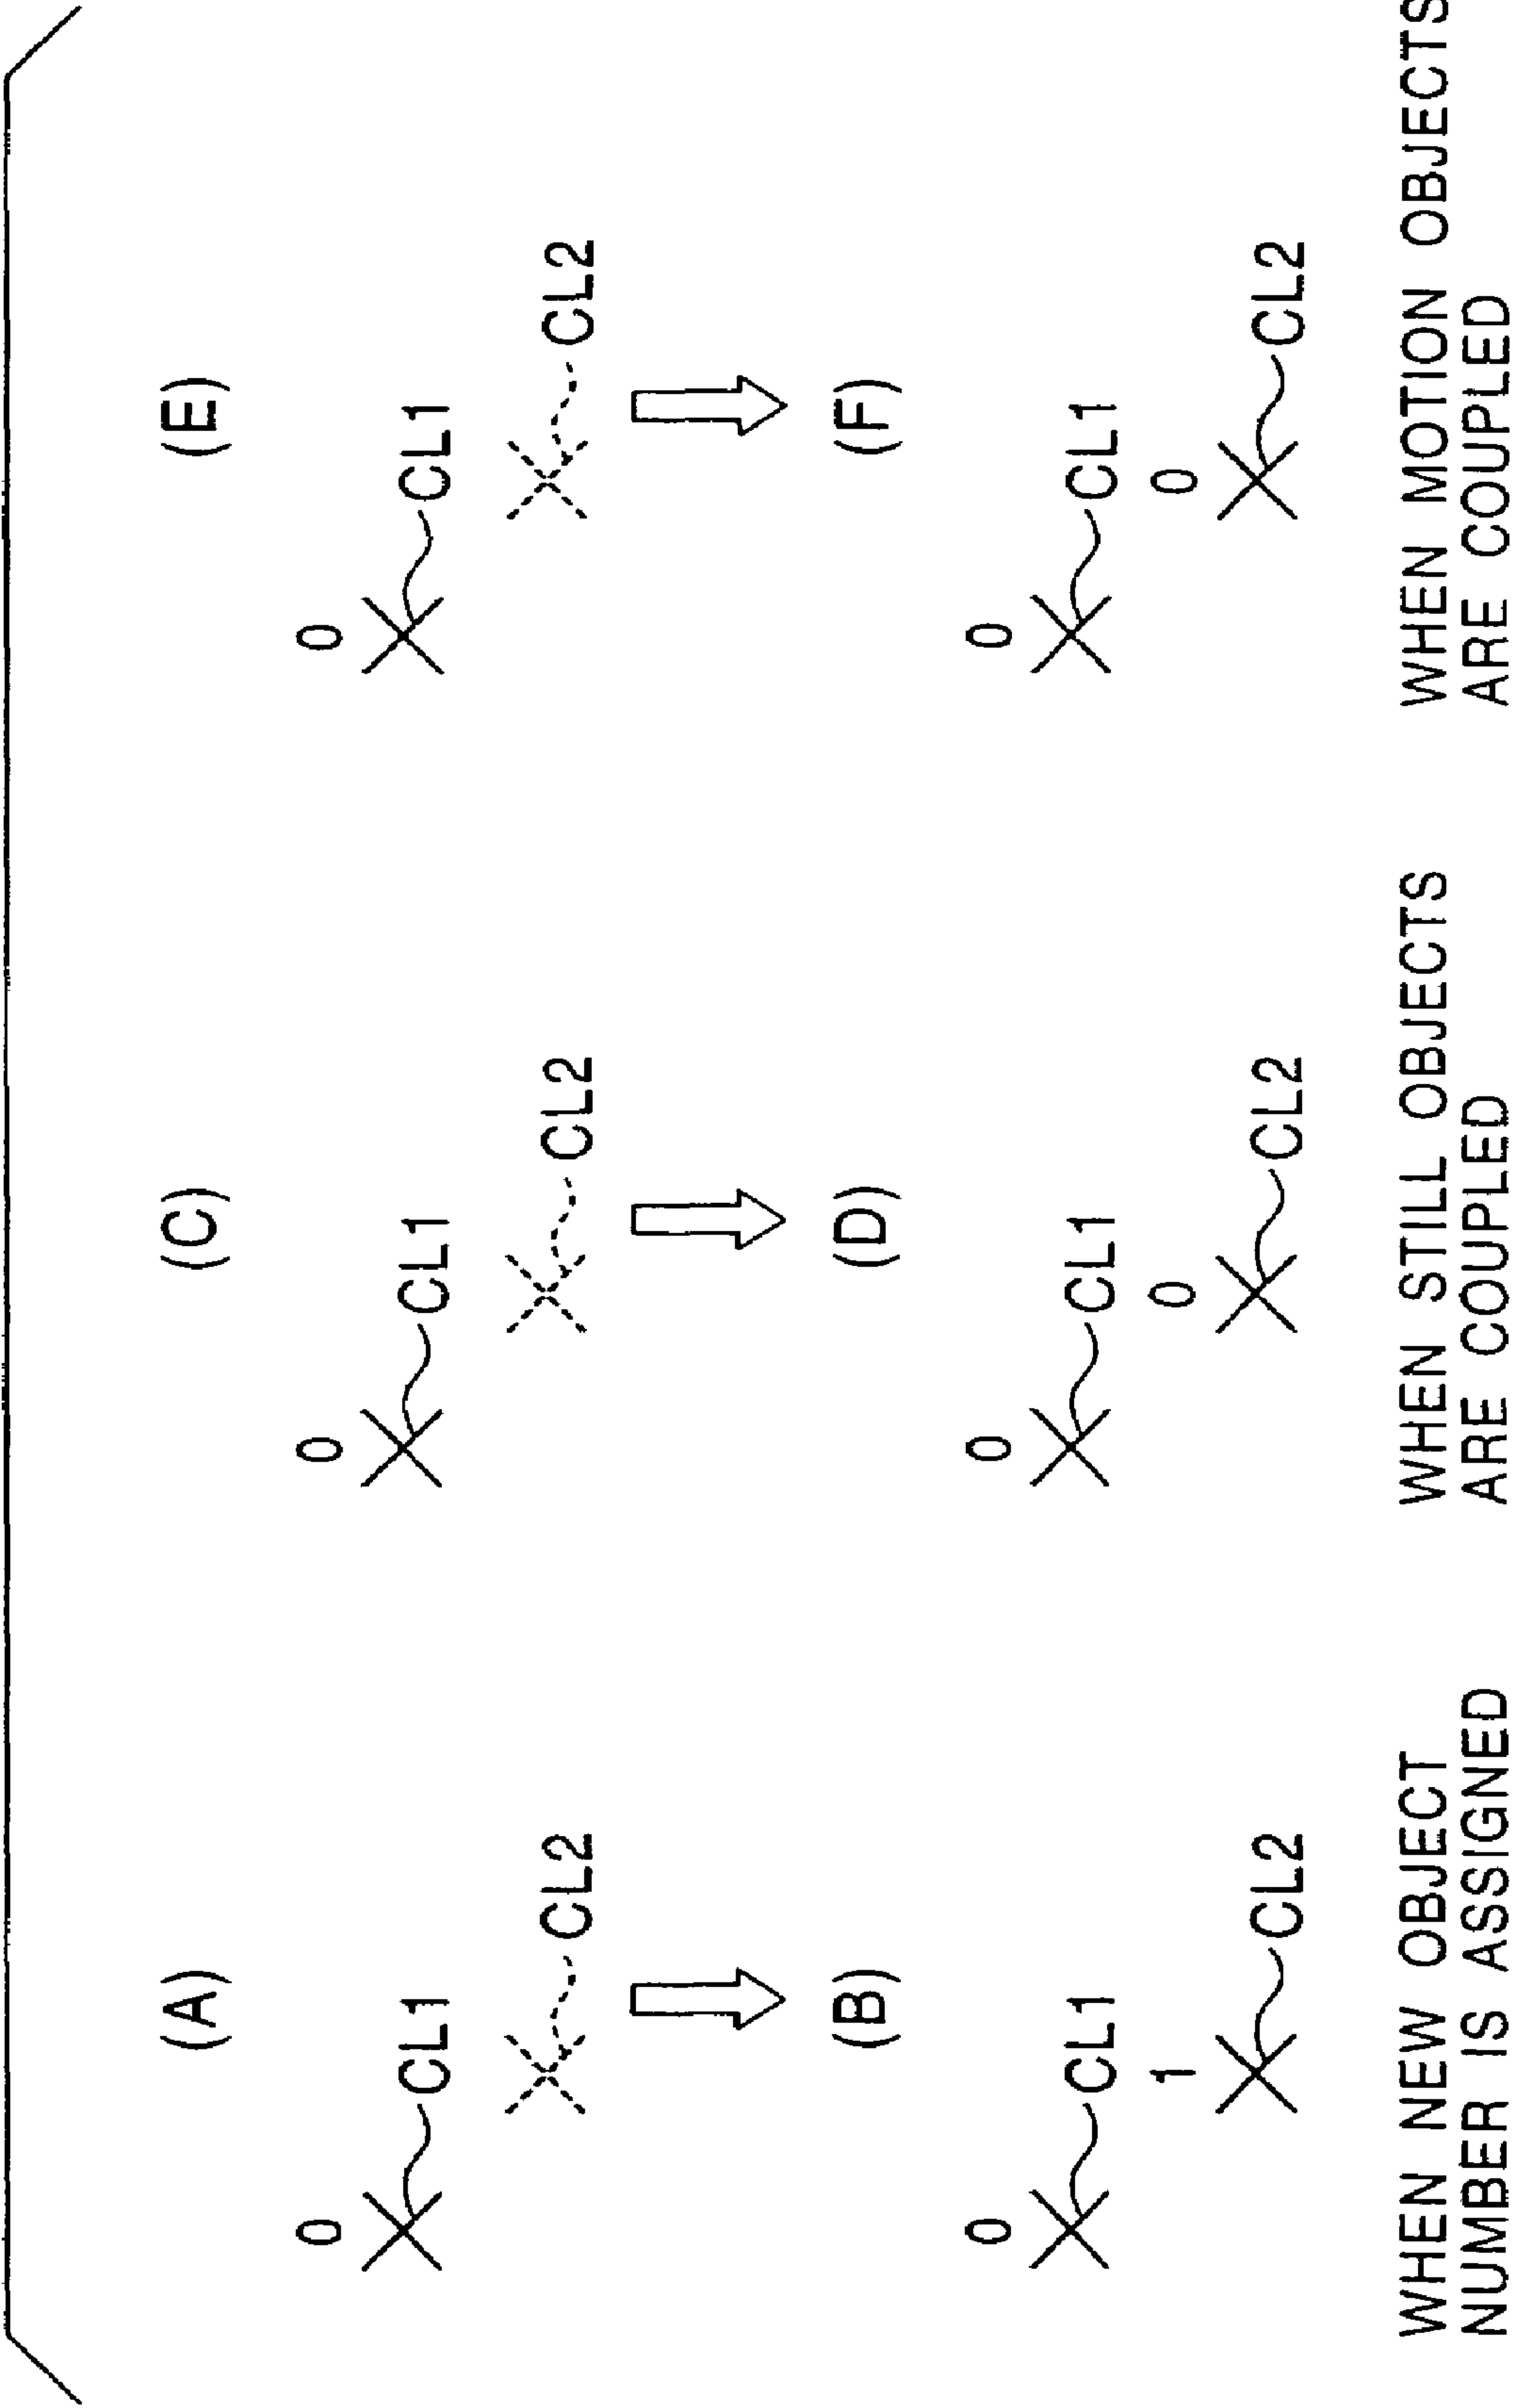 (A)
0
CL1
CL2
(B)
0
CL1
1
CL2
WHEN NEW OBJECT
NUMBER IS ASSIGNED
(C)
0
CL1
CL2
(D)
0
CL1
0
CL2
WHEN STILL OBJECTS
ARE COUPLED
(E)
0
CL1
CL2
(F)
0
CL1
0
CL2
WHEN MOTION OBJECTS
ARE COUPLED